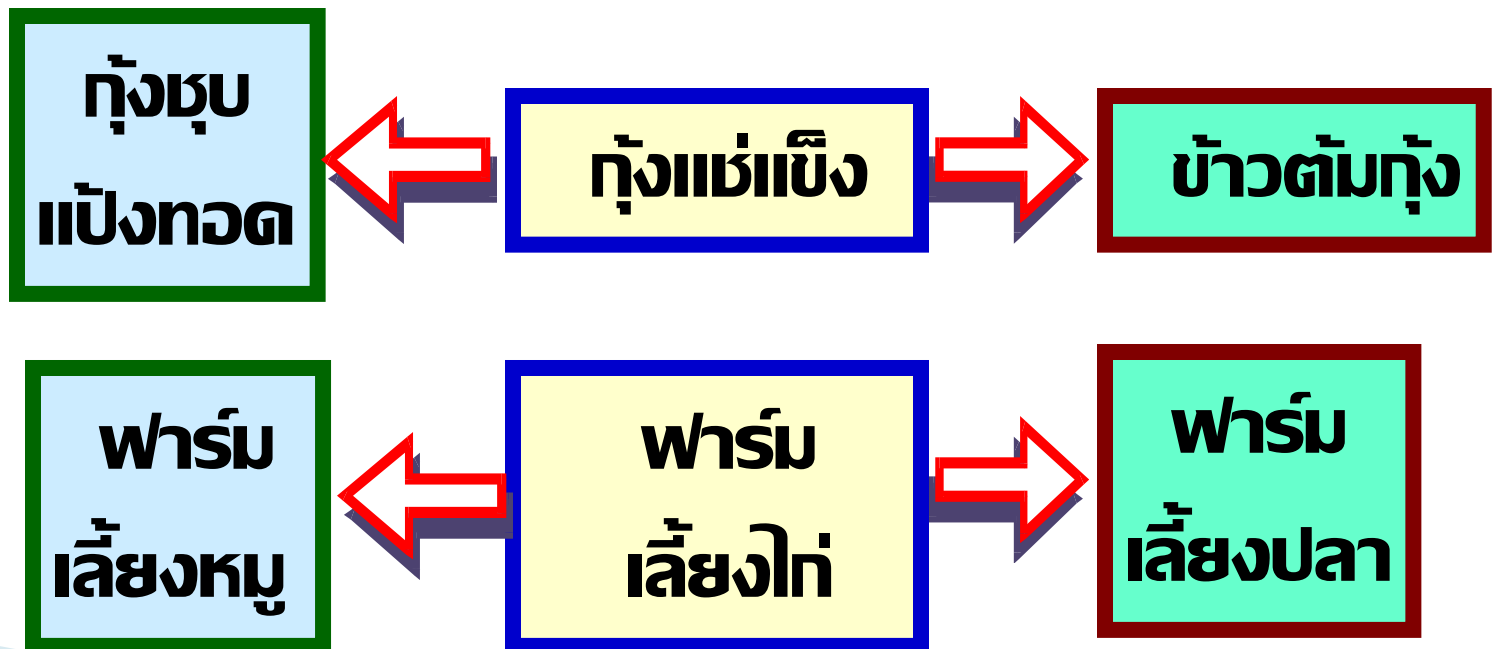 กุ้งชุบ
แป้งทอด
กุ้งแช่แข็ง
ข้าวต้มกุ้ง
ฟาร์ม
เลี้ยงหมู
ฟาร์ม
เลี้ยงไก่
ฟาร์ม
เลี้ยงปลา